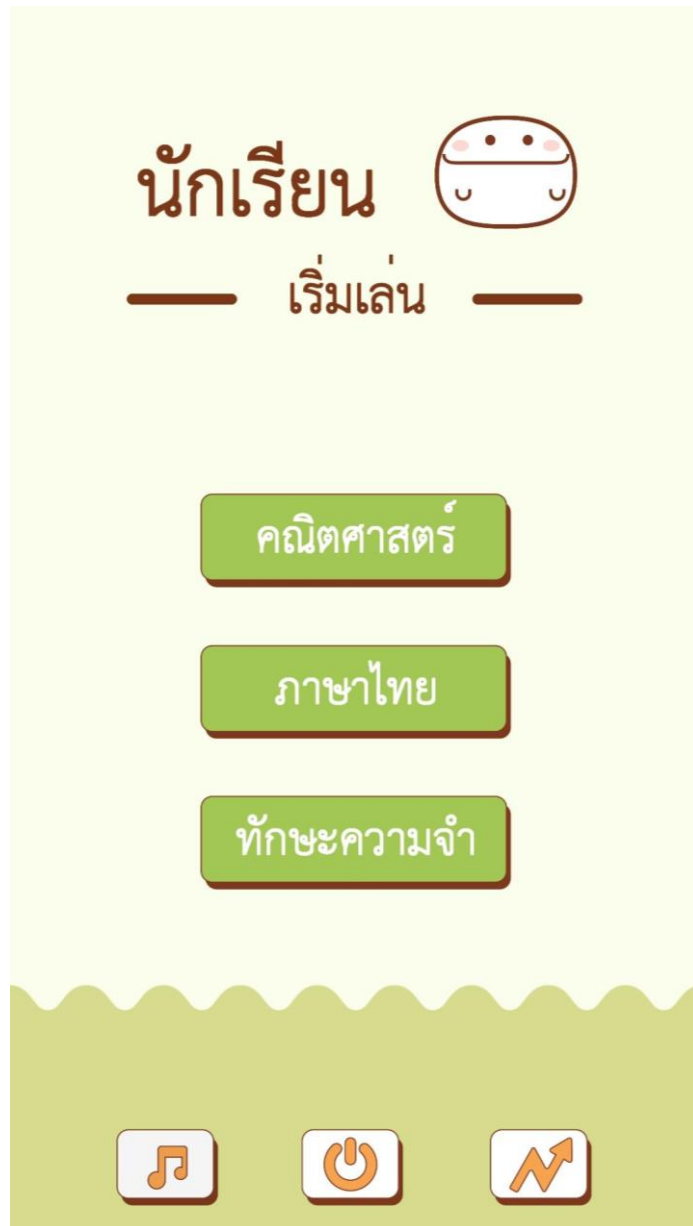 นักเรียน
เริ่มเล่น
คณิตศาสตร์
ภาษาไทย
ทักษะความจำ